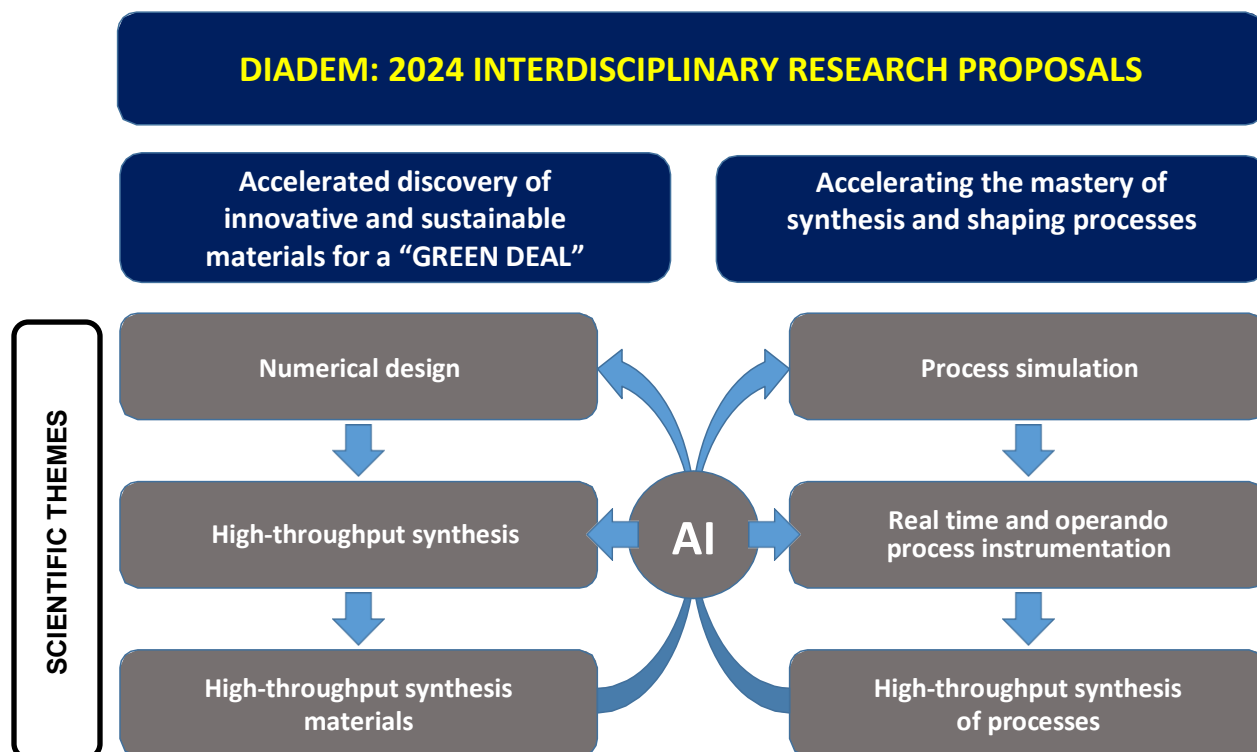 DIADEM: 2024 INTERDISCIPLINARY RESEARCH PROPOSALS
Accelerated discovery of
innovative and sustainable
materials for a “GREEN DEAL”
Accelerating the mastery of
synthesis and shaping processes
SCIENTIFIC THEMES
Numerical design
Process simulation
High-throughput synthesis
AI
Real time and operando
process instrumentation
High-throughput synthesis
materials
High-throughput synthesis
of processes